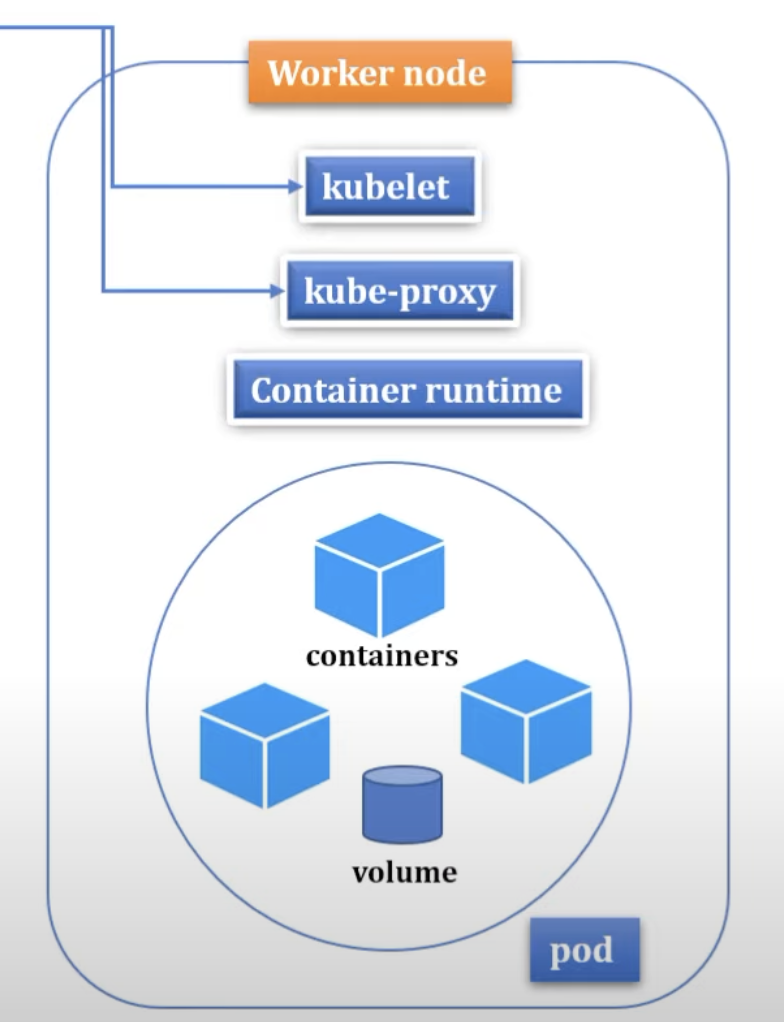 Worker node
kubelet
kube-proxy
Container runtime
containers
volume
pod